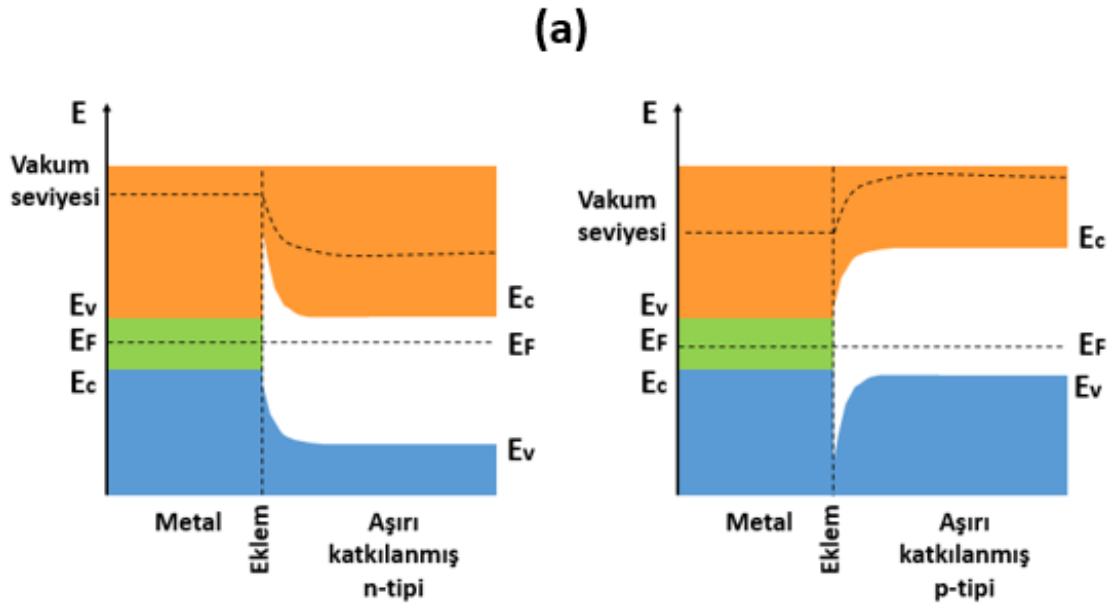 (a)
E
Vakum
seviyesi
Ev
EF
Ec
Ec
EF
Ev
Metal
Eklem
Aşırı
katkılanmış
n-tipi
E
Vakum
seviyesi
Ev
EF
Ec
Ec
EF
Ev
Metal
Eklem
Aşırı
katkılanmış
p-tipi